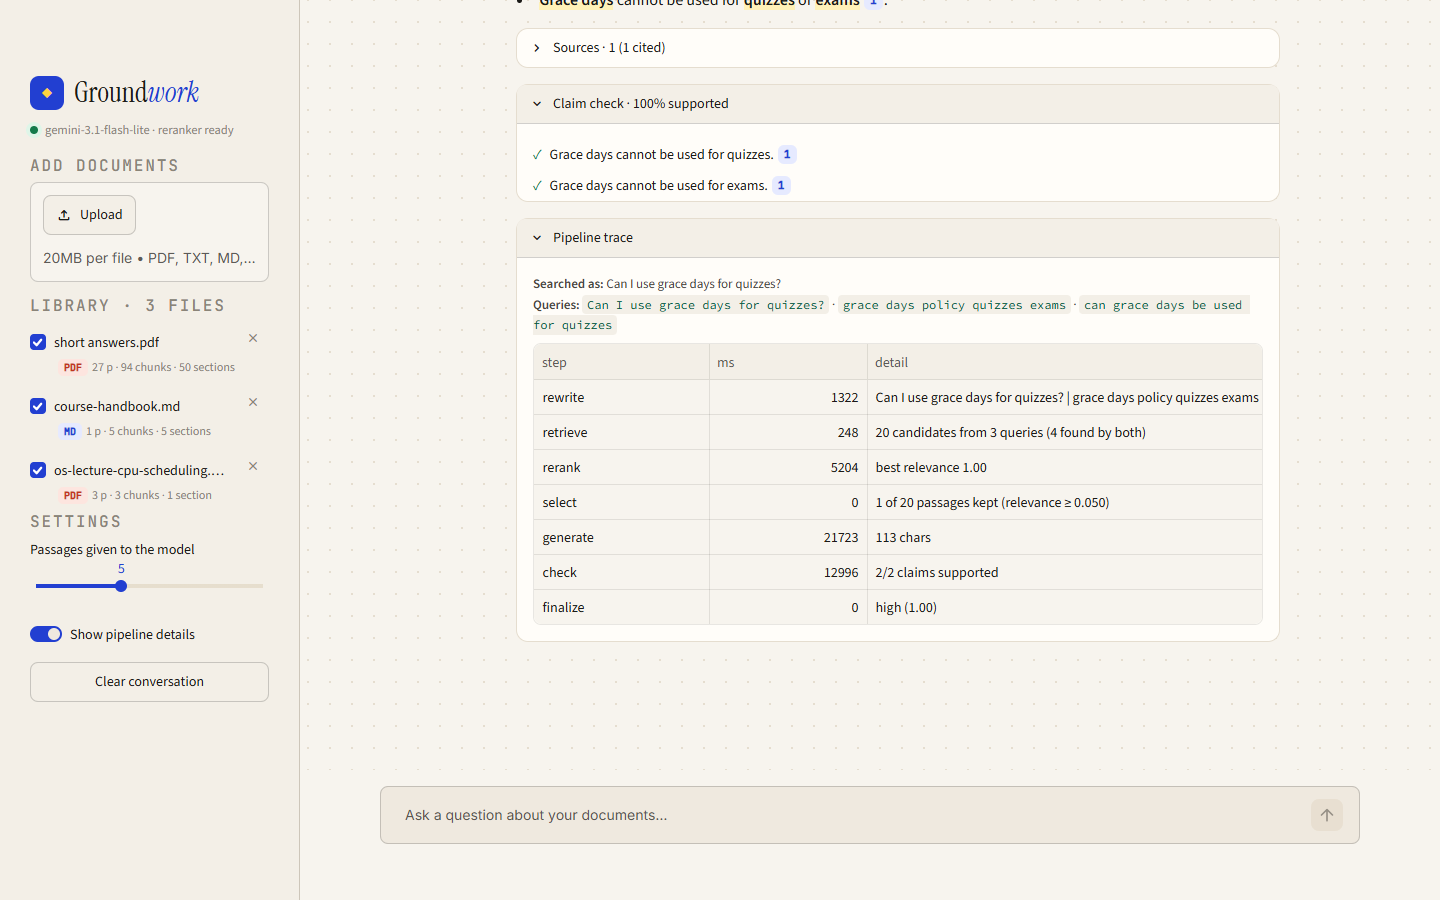 Grace days cannot be used for quizzes or exams 1 .
Sources · 1 (1 cited)
Claim check · 100% supported
✓ Grace days cannot be used for quizzes. 1
✓ Grace days cannot be used for exams. 1
Pipeline trace
Searched as: Can I use grace days for quizzes?
Queries: Can I use grace days for quizzes? · grace days policy quizzes exams · can grace days be used
for quizzes
step ms detail
rewrite 1322 Can I use grace days for quizzes? | grace days policy quizzes exams
retrieve 248 20 candidates from 3 queries (4 found by both)
rerank 5204 best relevance 1.00
select 0 1 of 20 passages kept (relevance ≥ 0.050)
generate 21723 113 chars
check 12996 2/2 claims supported
finalize 0 high (1.00)
Ask a question about your documents...
Groundwork
gemini-3.1-flash-lite · reranker ready
ADD DOCUMENTS
Upload
20MB per file • PDF, TXT, MD,...
LIBRARY · 3 FILES
short answers.pdf
PDF 27 p · 94 chunks · 50 sections
course-handbook.md
MD 1 p · 5 chunks · 5 sections
os-lecture-cpu-scheduling....
PDF 3 p · 3 chunks · 1 section
SETTINGS
Passages given to the model
5
Show pipeline details
Clear conversation